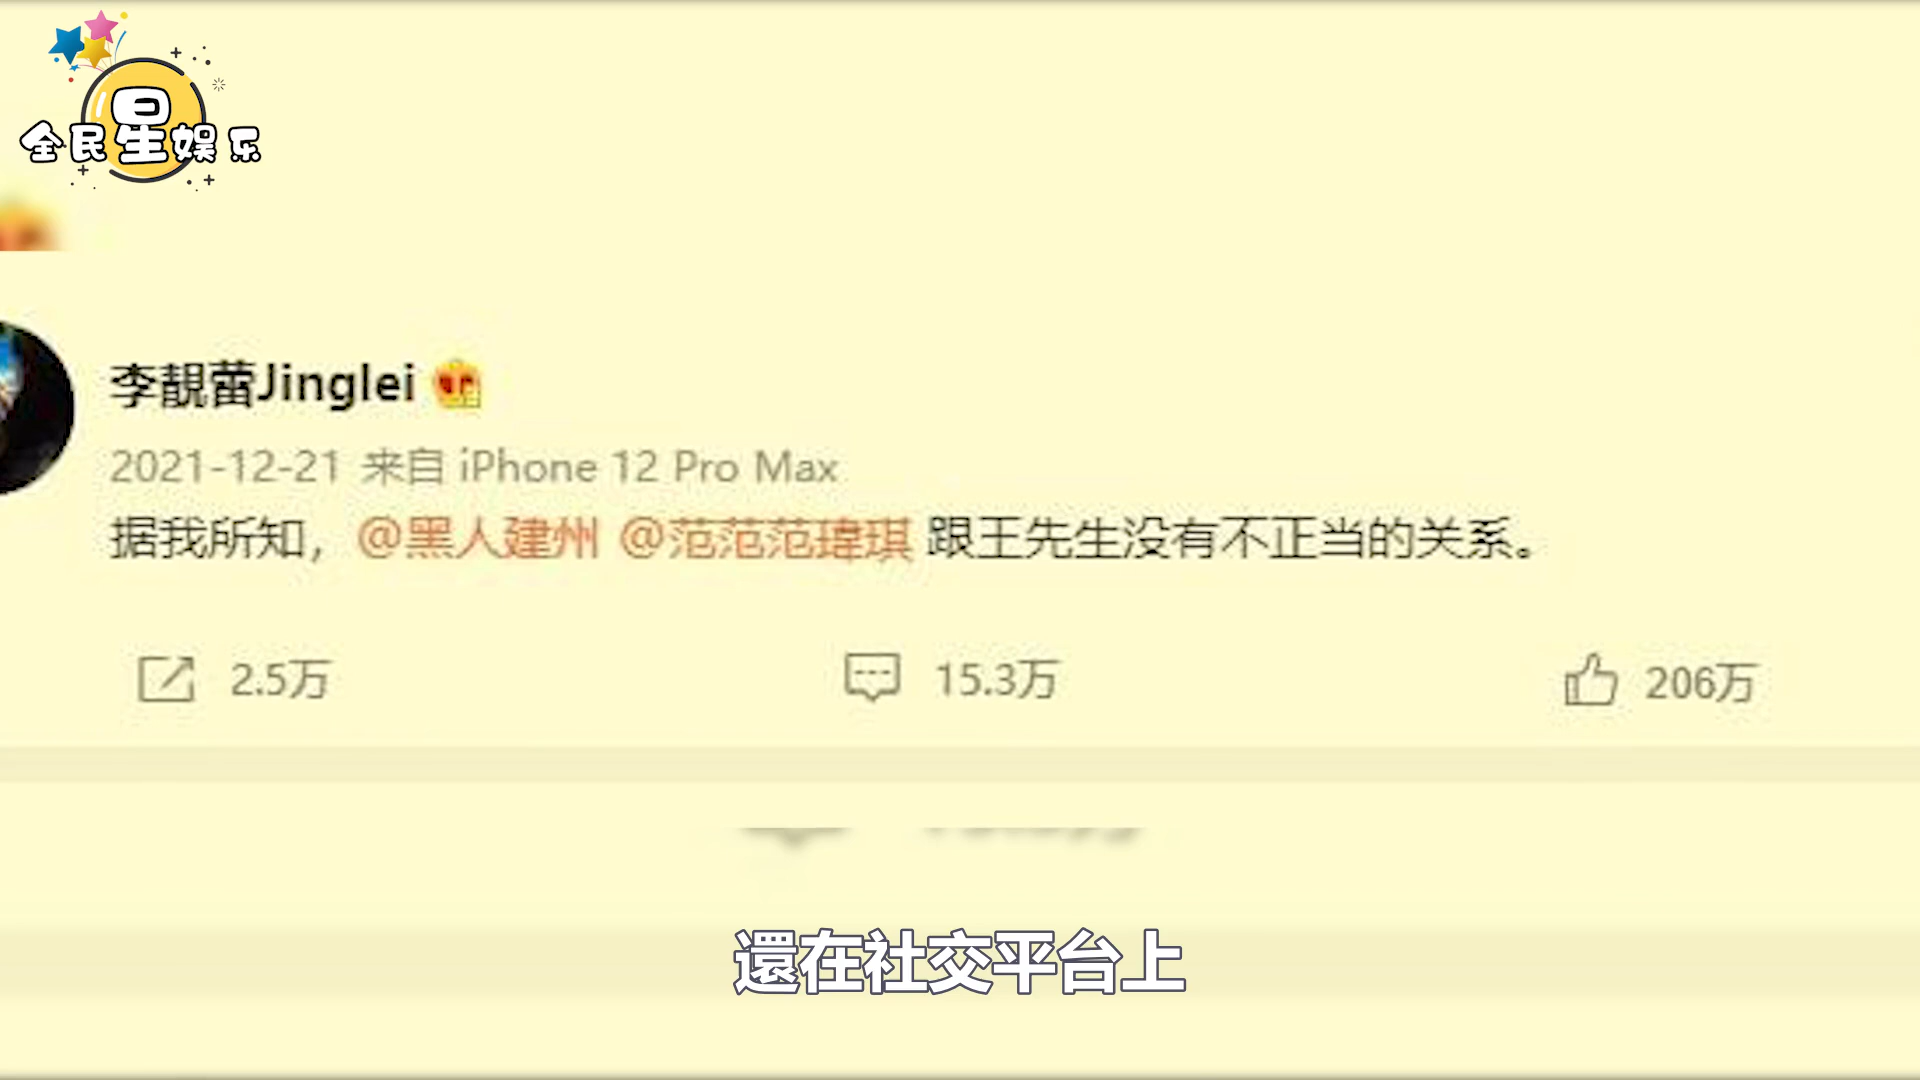 全民星娱乐
李靚蕾Jinglei
2021-12-21 来自 iPhone 12 Pro Max
据我所知，@黑人建州 @范范范瑋琪 跟王先生没有不正当的关系。
2.5万 15.3万 206万
還在社交平台上